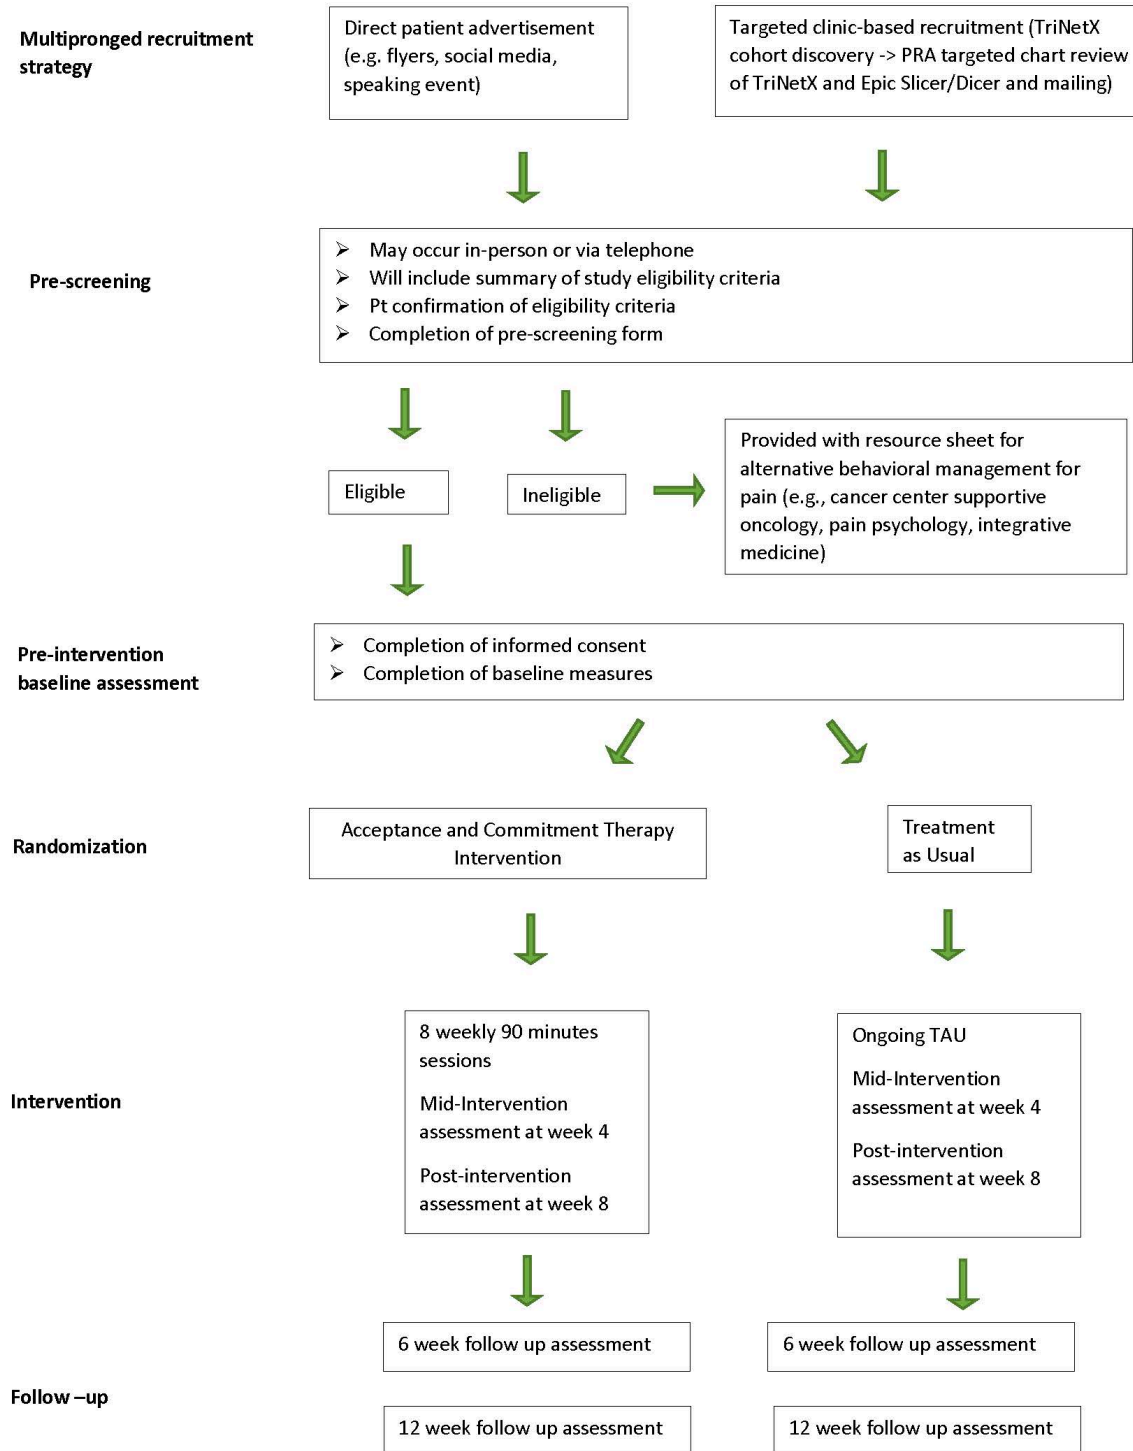 Multipronged recruitment
strategy
Direct patient advertisement
(e.g. flyers, social media,
speaking event)
Targeted clinic-based recruitment (TriNetX
cohort discovery -> PRA targeted chart review
of TriNetX and Epic Slicer/Dicer and mailing)
Pre-screening
➢ May occur in-person or via telephone
➢ Will include summary of study eligibility criteria
➢ Pt confirmation of eligibility criteria
➢ Completion of pre-screening form
Eligible
Ineligible
Provided with resource sheet for
alternative behavioral management for
pain (e.g., cancer center supportive
oncology, pain psychology, integrative
medicine)
Pre-intervention
baseline assessment
➢ Completion of informed consent
➢ Completion of baseline measures
Randomization
Acceptance and Commitment Therapy
Intervention
Treatment
as Usual
Intervention
8 weekly 90 minutes
sessions
Mid-Intervention
assessment at week 4
Post-intervention
assessment at week 8
Ongoing TAU
Mid-Intervention
assessment at week 4
Post-intervention
assessment at week 8
Follow –up
6 week follow up assessment
6 week follow up assessment
12 week follow up assessment
12 week follow up assessment